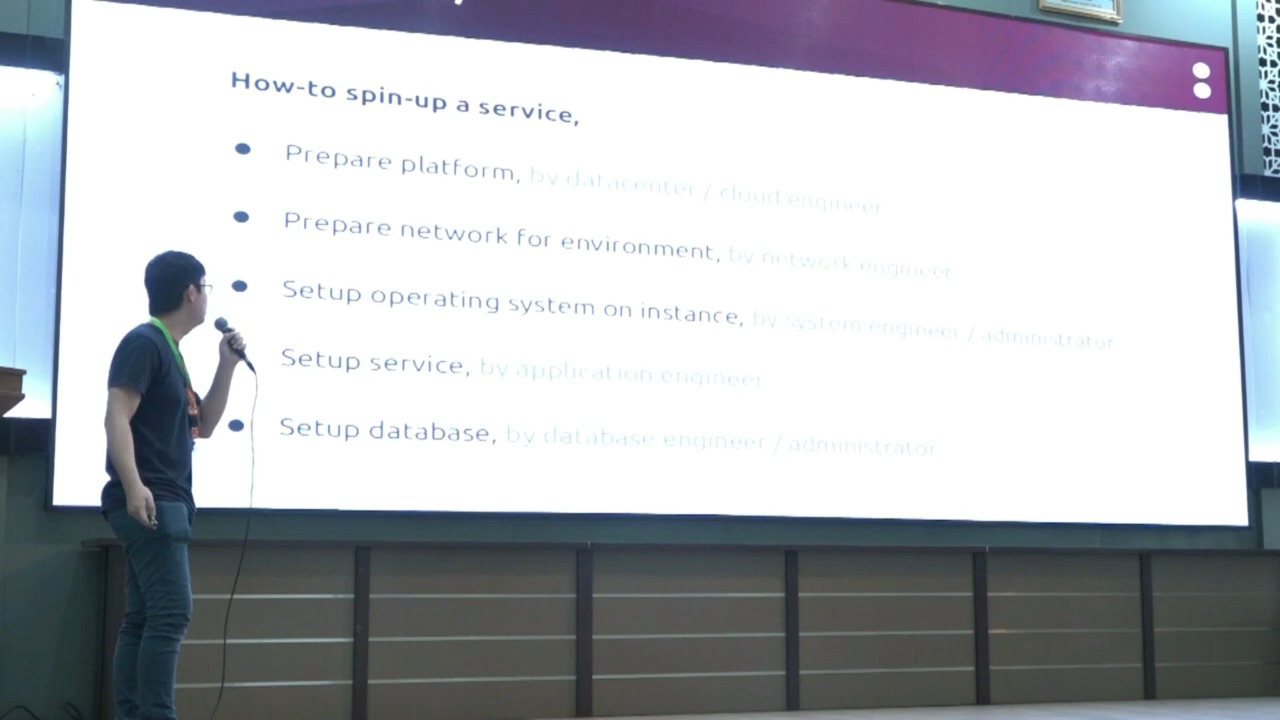 How-to spin-up a service,
● Prepare platform, by datacenter / cloud engineer
● Prepare network for environment, by network engineer
● Setup operating system on instance, by system engineer / administrator
Setup service, by application engineer
● Setup database, by database engineer / administrator